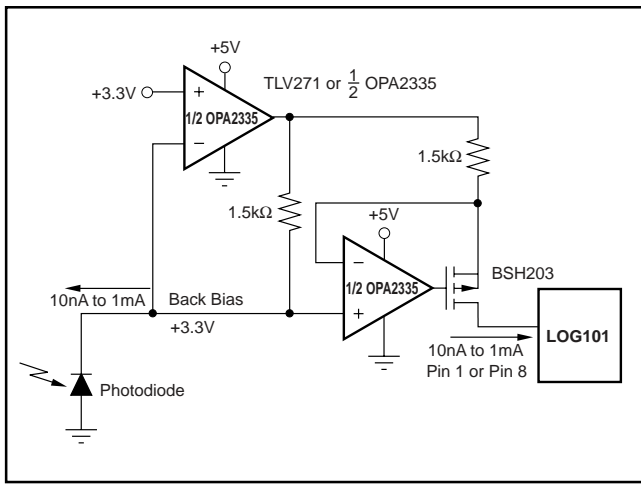 +5V
TLV271 or 1/2 OPA2335
+3.3V
+
1/2 OPA2335
−
1.5kΩ
1.5kΩ
+5V
−
BSH203
1/2 OPA2335
10nA to 1mA
Back Bias
+
+3.3V
LOG101
10nA to 1mA
Pin 1 or Pin 8
Photodiode